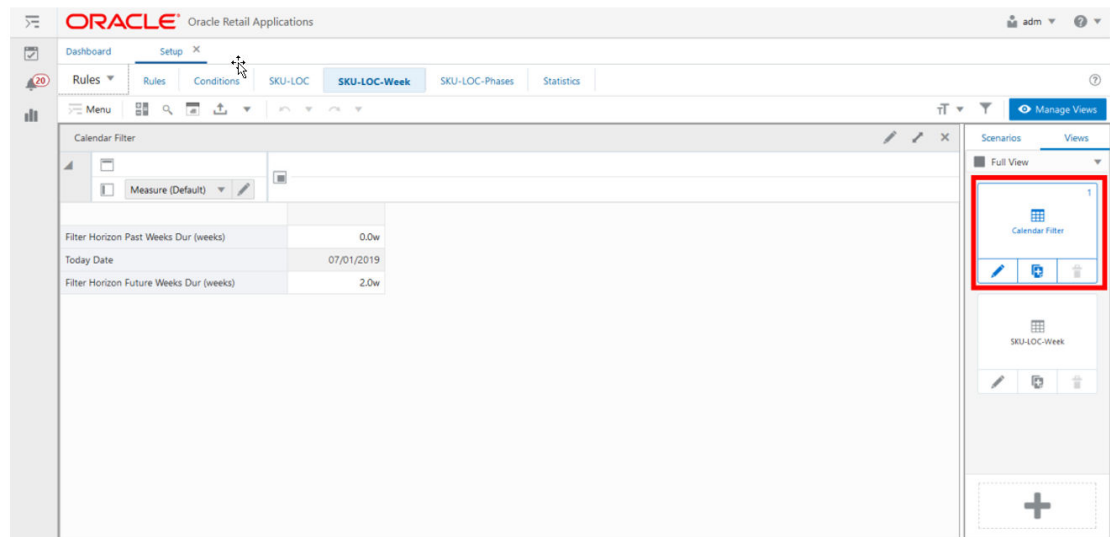 ORACLE® Oracle Retail Applications
adm
Dashboard Setup
20
Rules Rules Conditions SKU-LOC SKU-LOC-Week SKU-LOC-Phases Statistics
Menu
Manage Views
Calendar Filter
Scenarios Views
Full View
Measure (Default)
1
Calendar Filter
Filter Horizon Past Weeks Dur (weeks) 0.0w
Today Date 07/01/2019
Filter Horizon Future Weeks Dur (weeks) 2.0w
SKU-LOC-Week